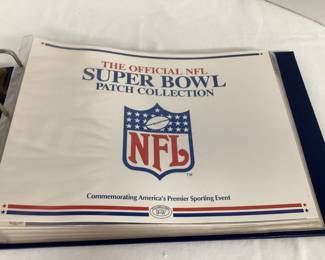 THE OFFICIAL NFL
SUPER BOWL
PATCH COLLECTION
NFL
Commemorating America's Premier Sporting Event